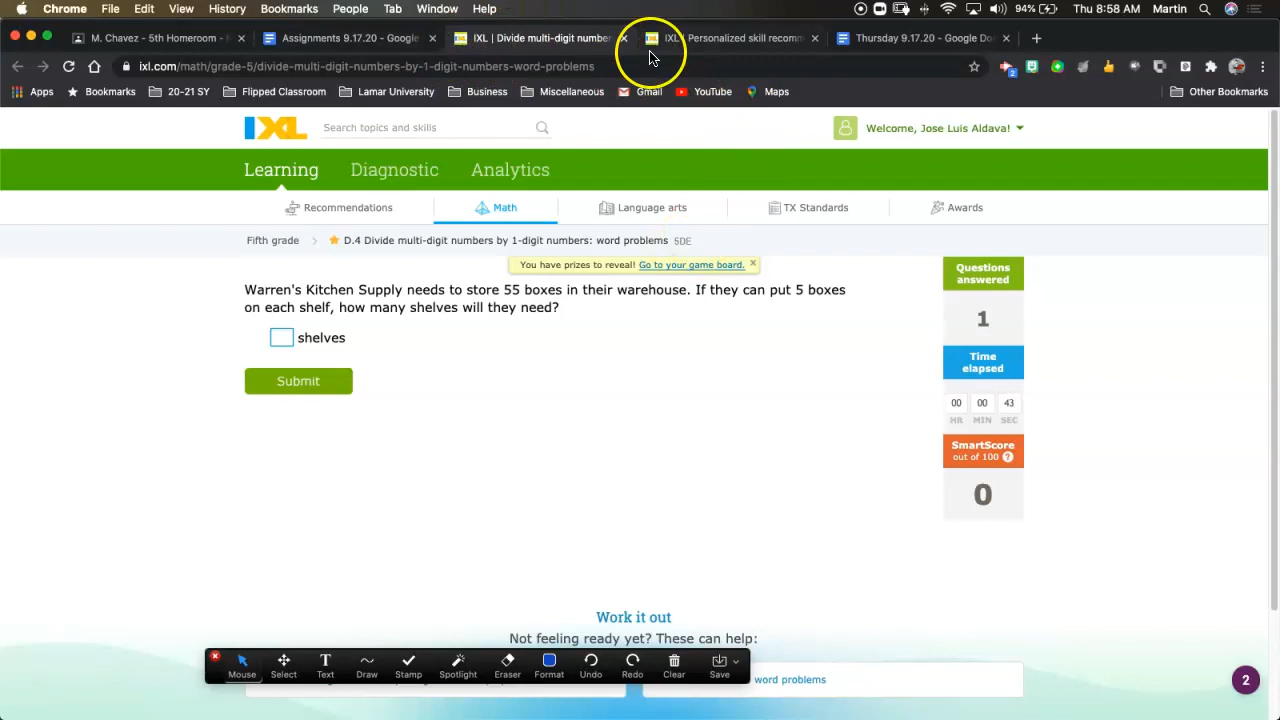 Chrome File Edit View History Bookmarks People Tab Window Help 94% Thu 8:58 AM Martin
M. Chavez - 5th Homeroom - M
Assignments 9.17.20 - Google
IXL | Divide multi-digit number
IXL | Personalized skill recomm
Thursday 9.17.20 - Google Do
ixl.com/math/grade-5/divide-multi-digit-numbers-by-1-digit-numbers-word-problems
2
Apps Bookmarks 20-21 SY Flipped Classroom Lamar University Business Miscellaneous Gmail YouTube Maps Other Bookmarks
IXL Search topics and skills Welcome, Jose Luis Aldava!
Learning Diagnostic Analytics
Recommendations Math Language arts TX Standards Awards
Fifth grade > D.4 Divide multi-digit numbers by 1-digit numbers: word problems 5DE
You have prizes to reveal! Go to your game board.
Warren's Kitchen Supply needs to store 55 boxes in their warehouse. If they can put 5 boxes
on each shelf, how many shelves will they need?
shelves
Submit
Questions
answered
1
Time
elapsed
00 00 43
HR MIN SEC
SmartScore
out of 100 ?
0
Work it out
Not feeling ready yet? These can help:
Mouse Select Text Draw Stamp Spotlight Eraser Format Undo Redo Clear Save
word problems
2